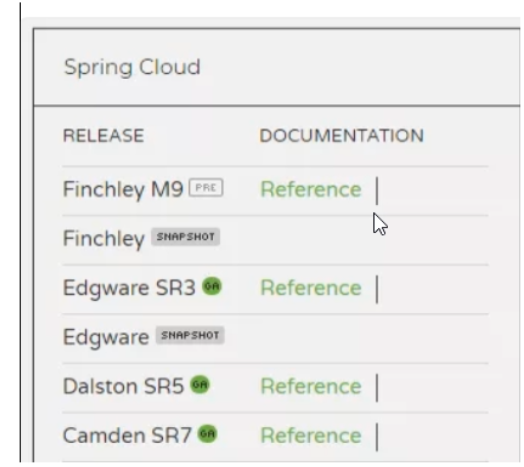 Spring Cloud
RELEASE DOCUMENTATION
Finchley M9 PRE Reference |
Finchley SNAPSHOT
Edgware SR3 GA Reference |
Edgware SNAPSHOT
Dalston SR5 GA Reference |
Camden SR7 GA Reference |